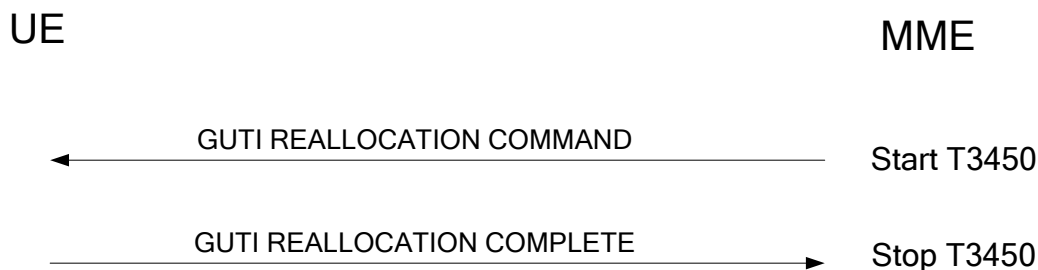 UE
MME
GUTI REALLOCATION COMMAND
Start T3450
GUTI REALLOCATION COMPLETE
Stop T3450